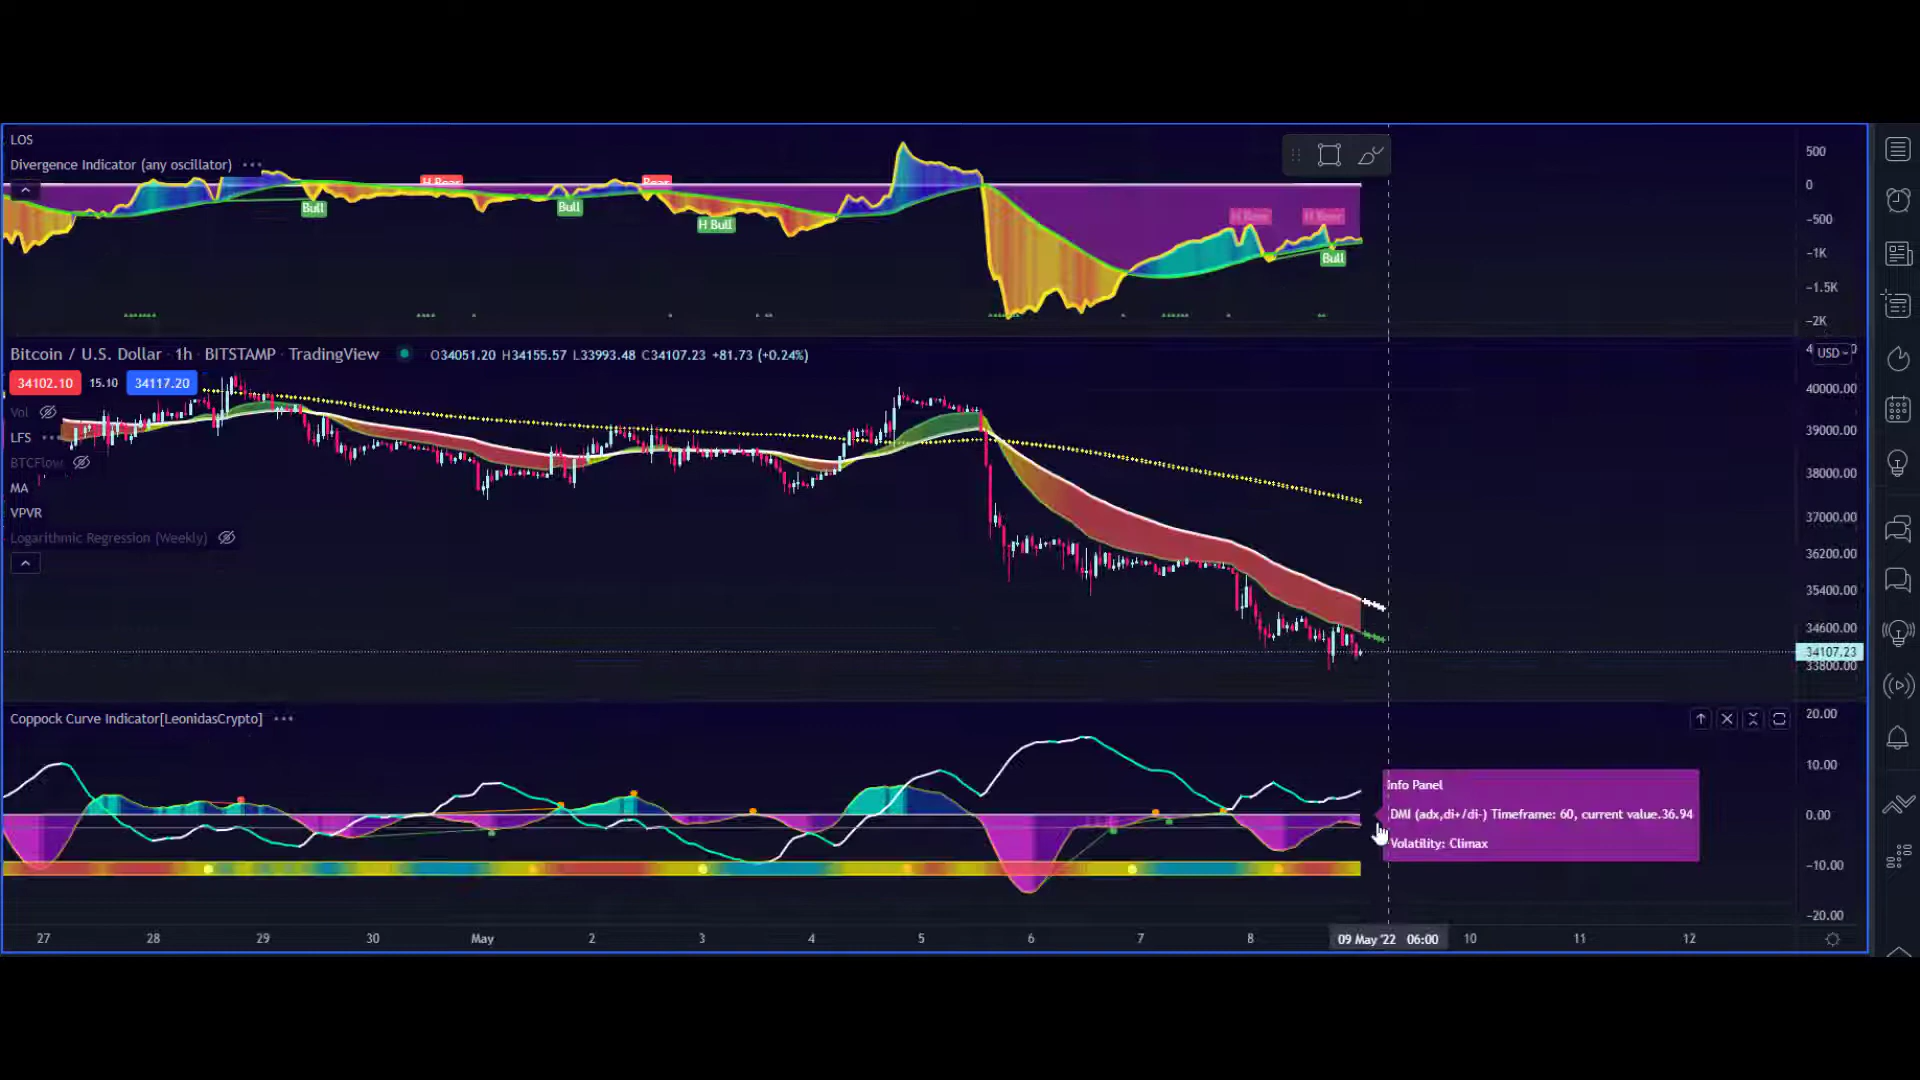 LOS
Divergence Indicator (any oscillator)
H Bear
Bear
Bull
Bull
H Bull
H Bear
H Bear
Bull
500
0
−500
−1K
−1.5K
−2K
Bitcoin / U.S. Dollar · 1h · BITSTAMP · TradingView
O34051.20 H34155.57 L33993.48 C34107.23 +81.73 (+0.24%)
34102.10 15.10 34117.20
Vol
LFS
BTCFlow
MA
VPVR
Logarithmic Regression (Weekly)
USD
40000.00
39000.00
38000.00
37000.00
36200.00
35400.00
34600.00
34107.23
33800.00
Coppock Curve Indicator[LeonidasCrypto]
20.00
10.00
0.00
−10.00
−20.00
Info Panel
DMI (adx,di+/di-) Timeframe: 60, current value.36.94
Volatility: Climax
27 28 29 30 May 2 3 4 5 6 7 8 09 May '22 06:00 10 11 12